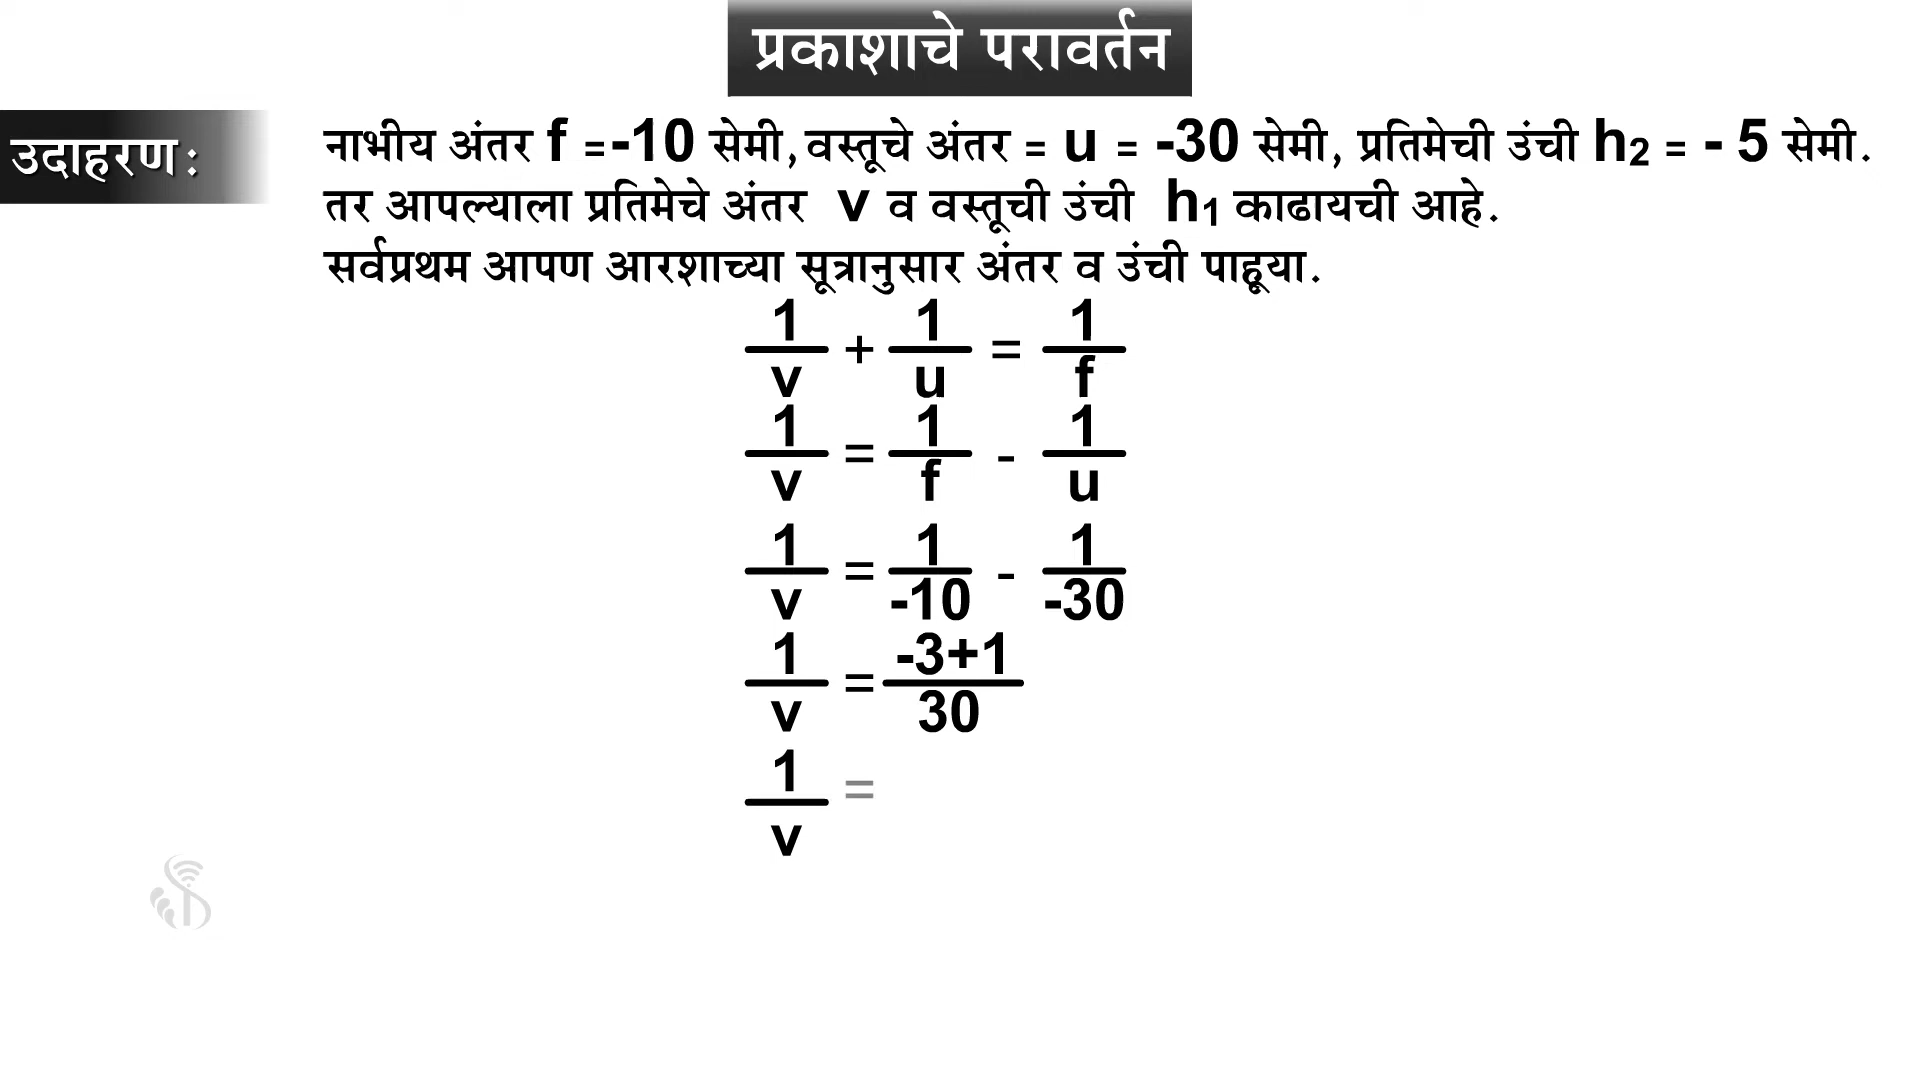 प्रकाशाचे परावर्तन
उदाहरण:
नाभीय अंतर f =-10 सेमी, वस्तूचे अंतर = u = -30 सेमी, प्रतिमेची उंची h2 = - 5 सेमी.
तर आपल्याला प्रतिमेचे अंतर v व वस्तूची उंची h1 काढायची आहे.
सर्वप्रथम आपण आरशाच्या सूत्रानुसार अंतर व उंची पाहूया.
1/v + 1/u = 1/f
1/v = 1/f - 1/u
1/v = 1/-10 - 1/-30
1/v = -3+1/30
1/v =